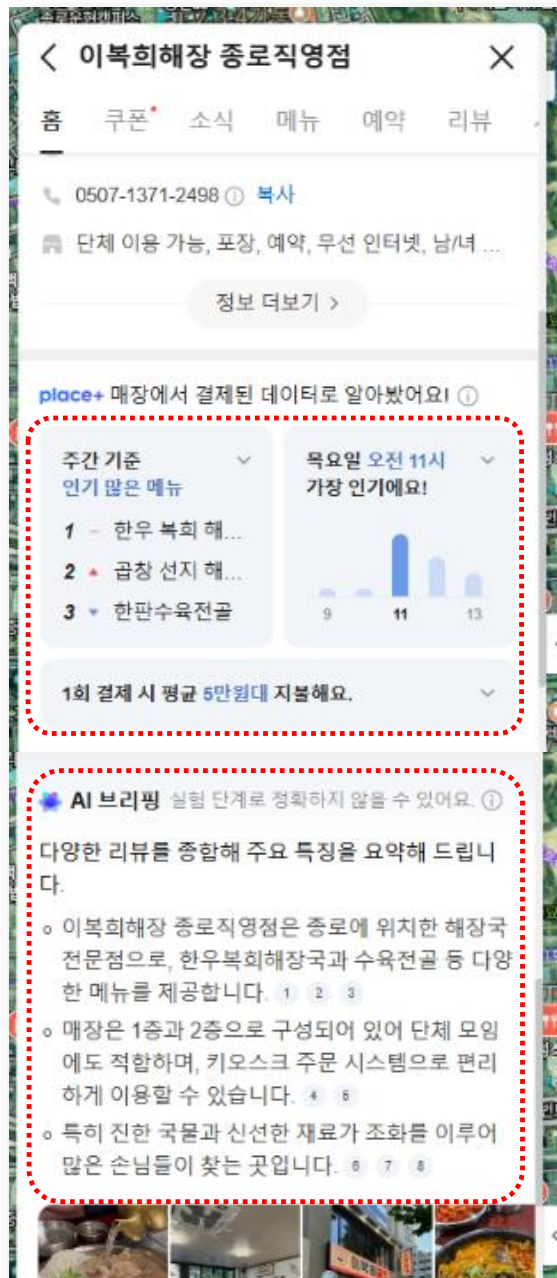 이복희해장 종로직영점
홈 쿠폰 소식 메뉴 예약 리뷰
0507-1371-2498 복사
단체 이용 가능, 포장, 예약, 무선 인터넷, 남/녀 ...
정보 더보기 >
place+ 매장에서 결제된 데이터로 알아봤어요!
주간 기준
인기 많은 메뉴
1 - 한우 복희 해...
2 ▲ 곱창 선지 해...
3 ▼ 한판수육전골
목요일 오전 11시
가장 인기에요!
9 11 13
1회 결제 시 평균 5만원대 지불해요.
AI 브리핑 실험 단계로 정확하지 않을 수 있어요.
다양한 리뷰를 종합해 주요 특징을 요약해 드립니
다.
이복희해장 종로직영점은 종로에 위치한 해장국
전문점으로, 한우복희해장국과 수육전골 등 다양
한 메뉴를 제공합니다. 1 2 3
매장은 1층과 2층으로 구성되어 있어 단체 모임
에도 적합하며, 키오스크 주문 시스템으로 편리
하게 이용할 수 있습니다. 4 5
특히 진한 국물과 신선한 재료가 조화를 이루어
많은 손님들이 찾는 곳입니다. 6 7 8